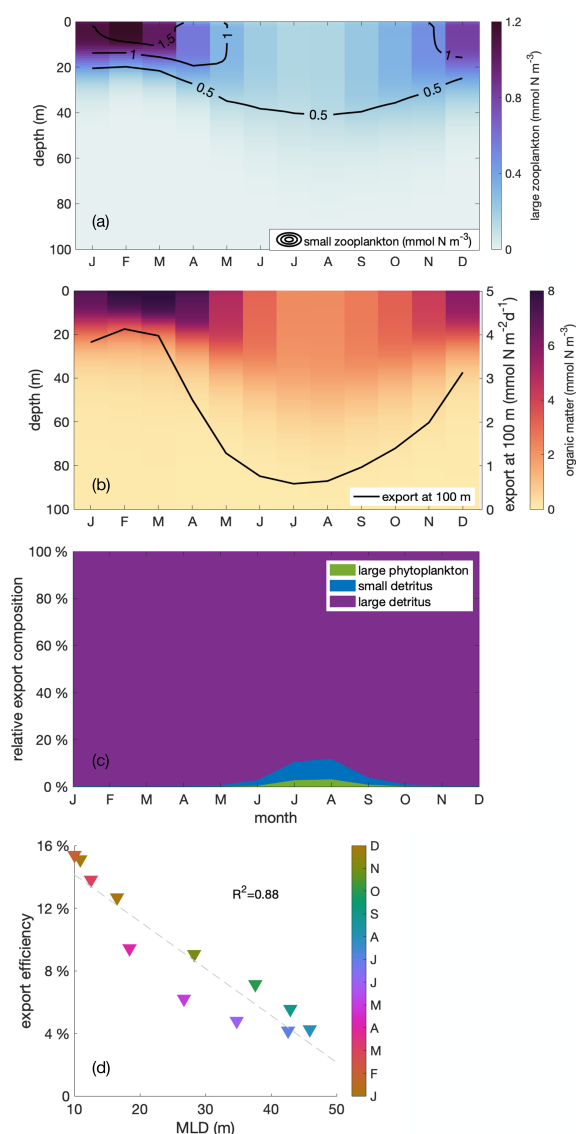 0
20
40
60
80
100
depth (m)
1.5
1
1
1
0.5
0.5
0.5
(a)
small zooplankton (mmol N m-3)
J F M A M J J A S O N D
1.2
0.8
0.4
0
large zooplankton (mmol N m-3)
0
20
40
60
80
100
depth (m)
(b)
export at 100 m
J F M A M J J A S O N D
5
4
3
2
1
0
export at 100 m (mmol N m-2d-1)
8
6
4
2
0
organic matter (mmol N m-3)
100 %
80 %
60 %
40 %
20 %
0 %
relative export composition
large phytoplankton
small detritus
large detritus
(c)
J F M A M J J A S O N D
month
16 %
12 %
8 %
4 %
0
export efficiency
R2=0.88
(d)
10 20 30 40 50
MLD (m)
D
N
O
S
A
J
J
M
A
M
F
J